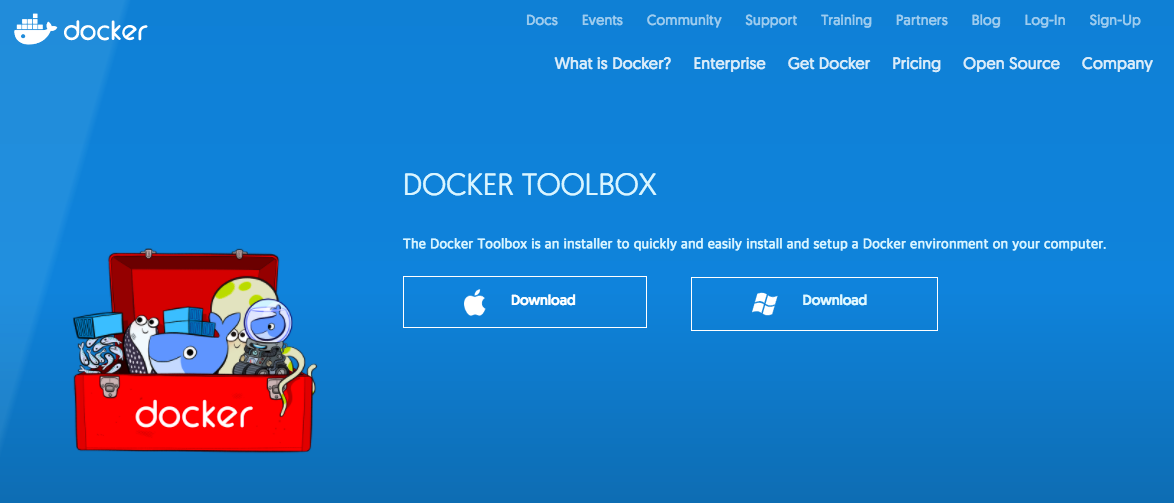 docker
Docs Events Community Support Training Partners Blog Log-In Sign-Up
What is Docker? Enterprise Get Docker Pricing Open Source Company
DOCKER TOOLBOX
The Docker Toolbox is an installer to quickly and easily install and setup a Docker environment on your computer.
Download Download
docker